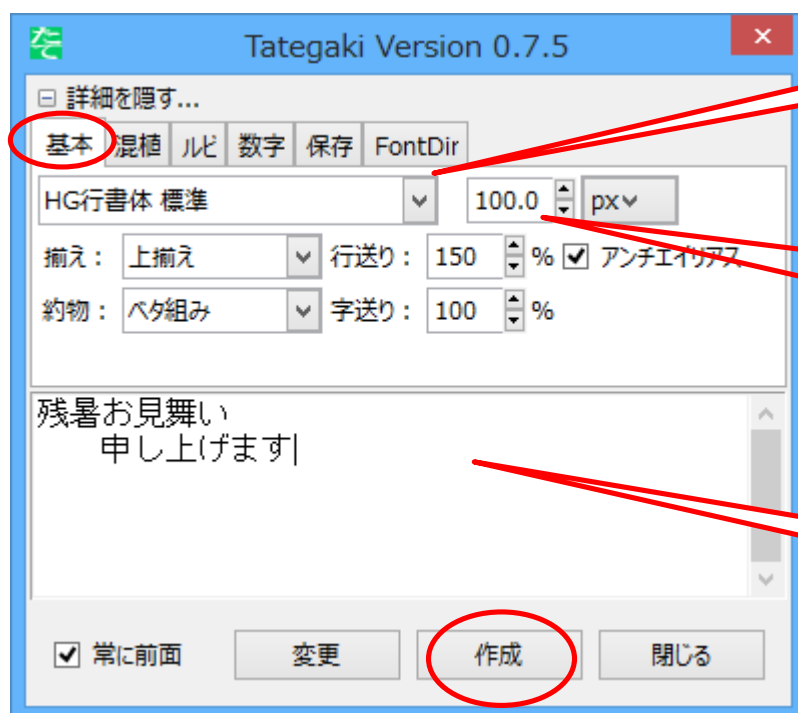 たて
Tategaki Version 0.7.5
詳細を隠す...
基本 混植 ルビ 数字 保存 FontDir
HG行書体 標準 100.0 px
揃え： 上揃え 行送り： 150 % アンチエイリアス
約物： ベタ組み 字送り： 100 %
残暑お見舞い
申し上げます
常に前面 変更 作成 閉じる